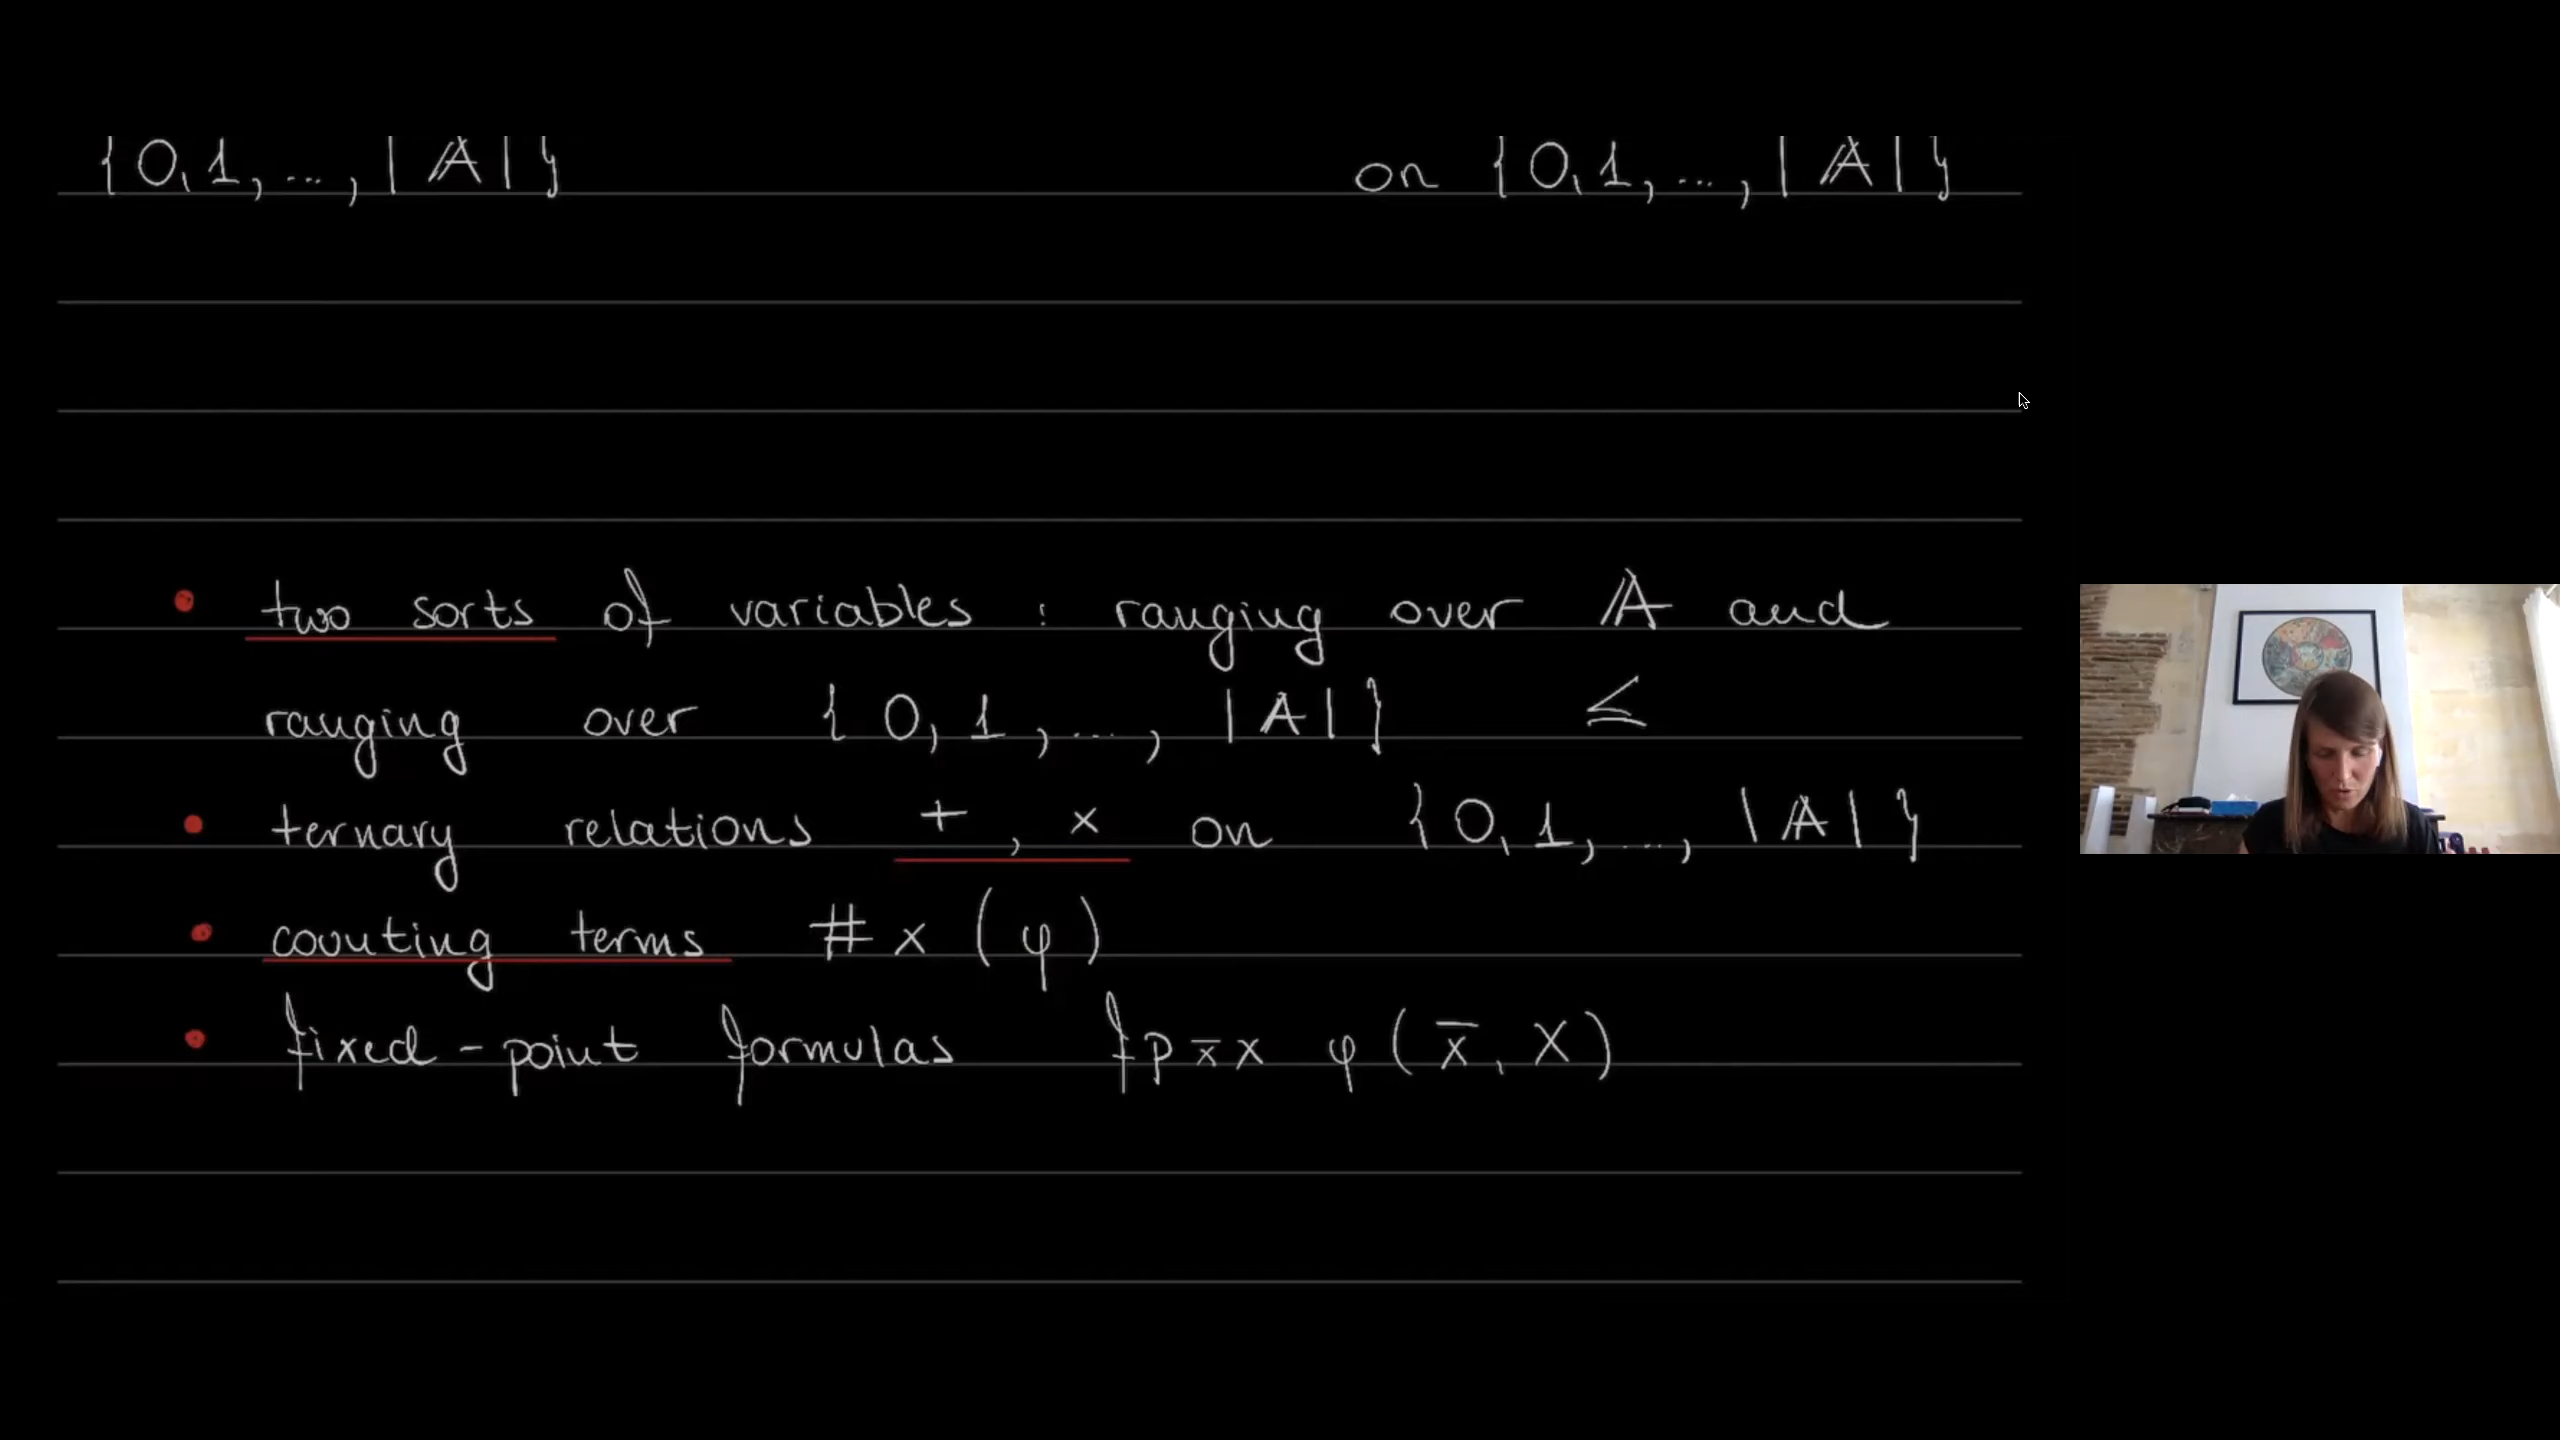 {0,1,...,|𝔸|} on {0,1,...,|𝔸|}
• two sorts of variables : ranging over 𝔸 and
ranging over {0,1,...,|𝔸|} ≤
• ternary relations +, × on {0,1,...,|𝔸|}
• counting terms # x (φ)
• fixed-point formulas fp x̄ X φ(x̄, X)